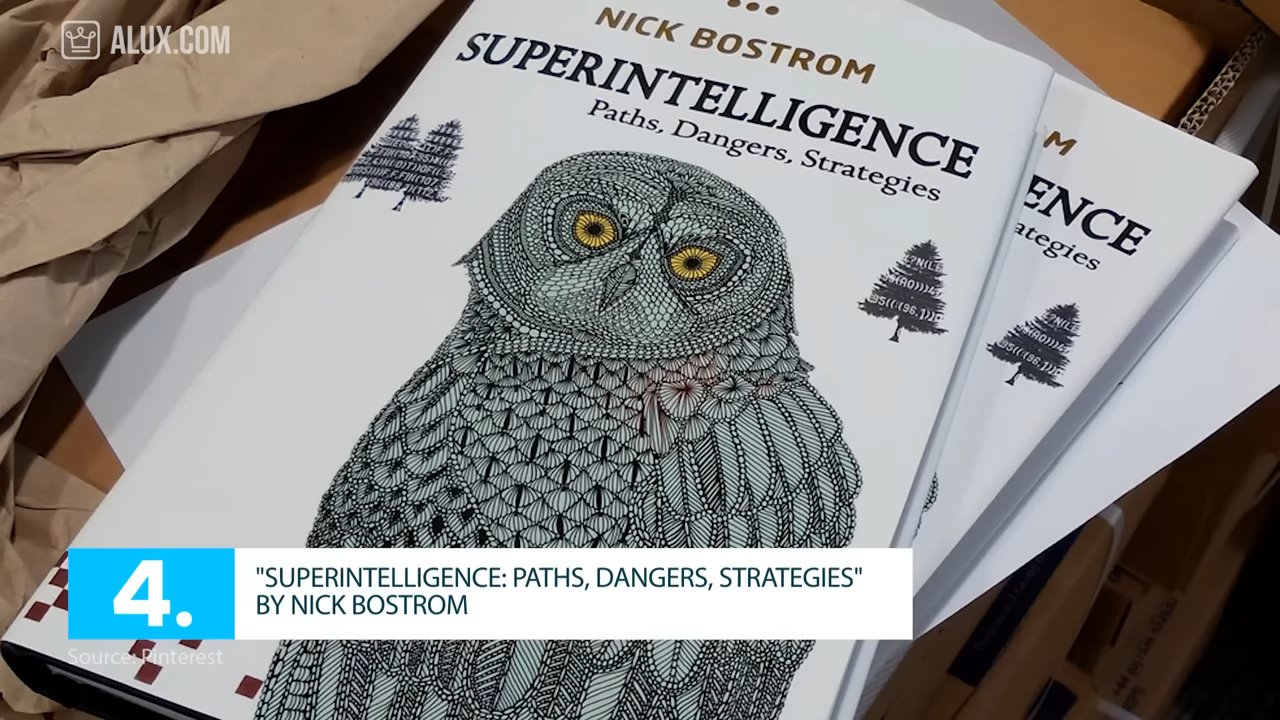 ALUX.COM
NICK BOSTROM
SUPERINTELLIGENCE
Paths, Dangers, Strategies
M
ENCE
ategies
4.
"SUPERINTELLIGENCE: PATHS, DANGERS, STRATEGIES"
BY NICK BOSTROM
Source: Pinterest